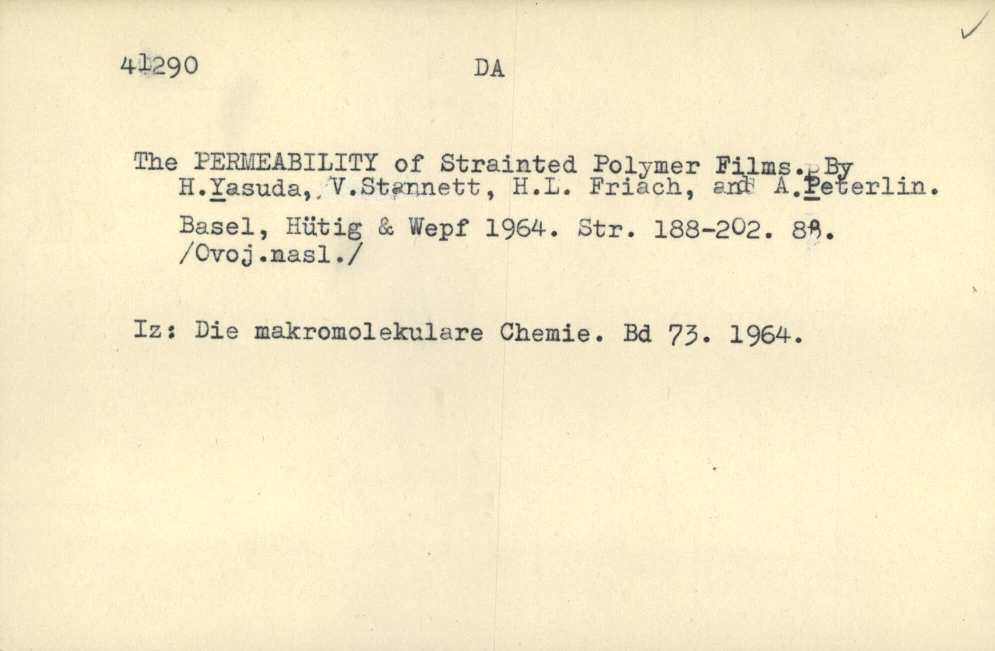 41290 DA
The PERMEABILITY of Strainted Polymer Films. By
H.Yasuda, V.Stannett, H.L. Friach, and A.Peterlin.
Basel, Hütig & Wepf 1964. Str. 188-202. 8º.
/Ovoj.nasl./
Iz: Die makromolekulare Chemie. Bd 73. 1964.